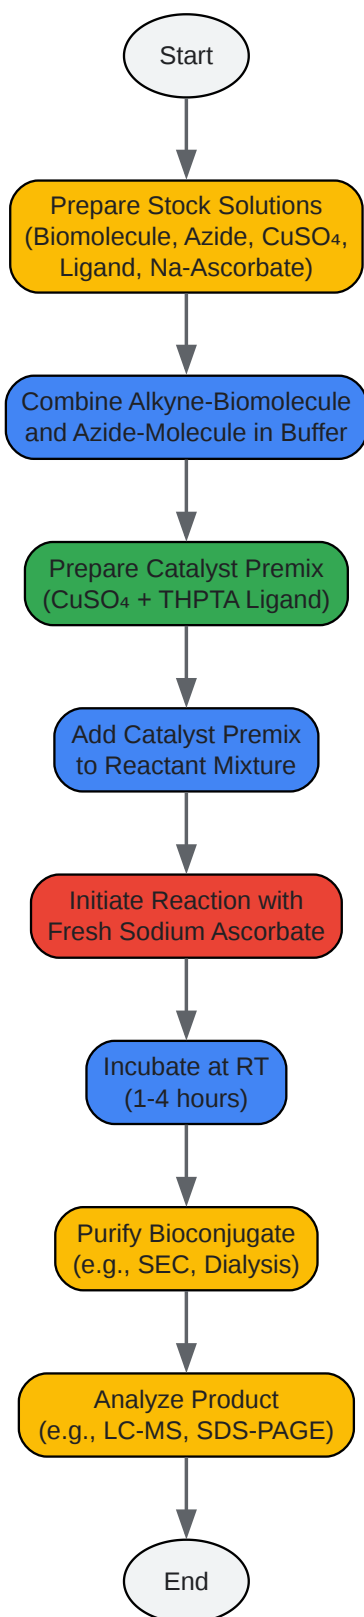 Start
Prepare Stock Solutions
(Biomolecule, Azide, CuSO₄,
Ligand, Na-Ascorbate)
Combine Alkyne-Biomolecule
and Azide-Molecule in Buffer
Prepare Catalyst Premix
(CuSO₄ + THPTA Ligand)
Add Catalyst Premix
to Reactant Mixture
Initiate Reaction with
Fresh Sodium Ascorbate
Incubate at RT
(1-4 hours)
Purify Bioconjugate
(e.g., SEC, Dialysis)
Analyze Product
(e.g., LC-MS, SDS-PAGE)
End